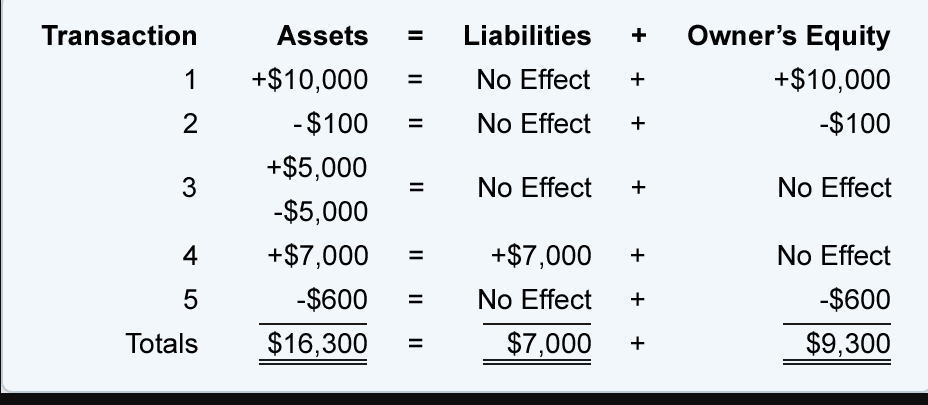 Transaction Assets = Liabilities + Owner’s Equity
1 +$10,000 = No Effect + +$10,000
2 -$100 = No Effect + -$100
+$5,000
3 = No Effect + No Effect
-$5,000
4 +$7,000 = +$7,000 + No Effect
5 -$600 = No Effect + -$600
Totals $16,300 = $7,000 + $9,300